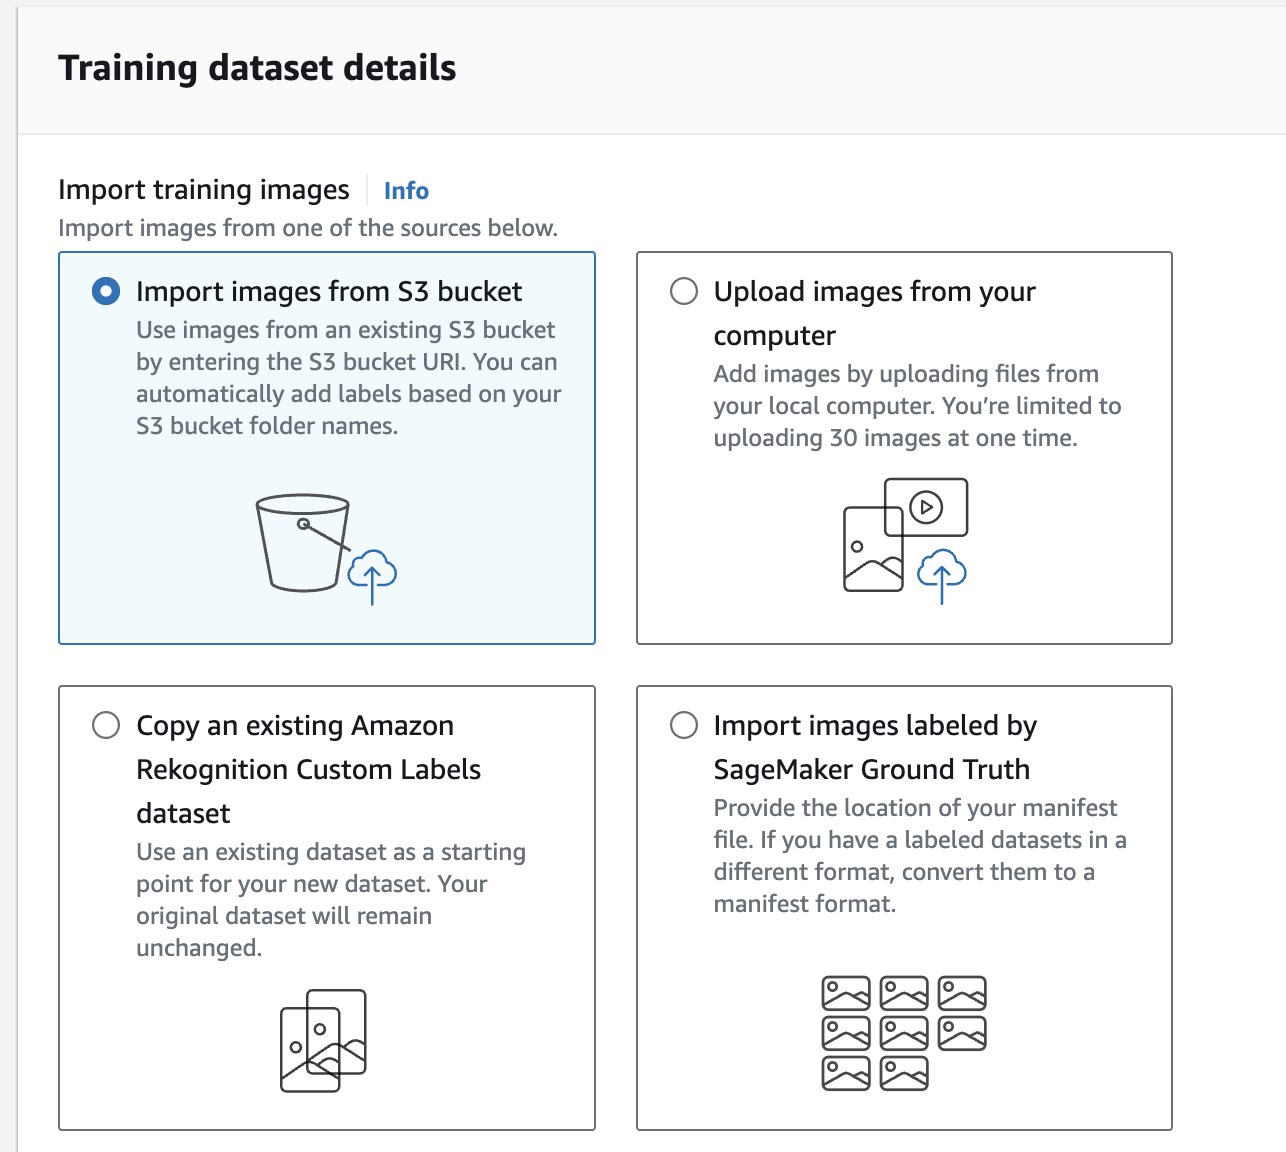 Training dataset details
Import training images Info
Import images from one of the sources below.
Import images from S3 bucket
Use images from an existing S3 bucket
by entering the S3 bucket URI. You can
automatically add labels based on your
S3 bucket folder names.
Upload images from your
computer
Add images by uploading files from
your local computer. You’re limited to
uploading 30 images at one time.
Copy an existing Amazon
Rekognition Custom Labels
dataset
Use an existing dataset as a starting
point for your new dataset. Your
original dataset will remain
unchanged.
Import images labeled by
SageMaker Ground Truth
Provide the location of your manifest
file. If you have a labeled datasets in a
different format, convert them to a
manifest format.